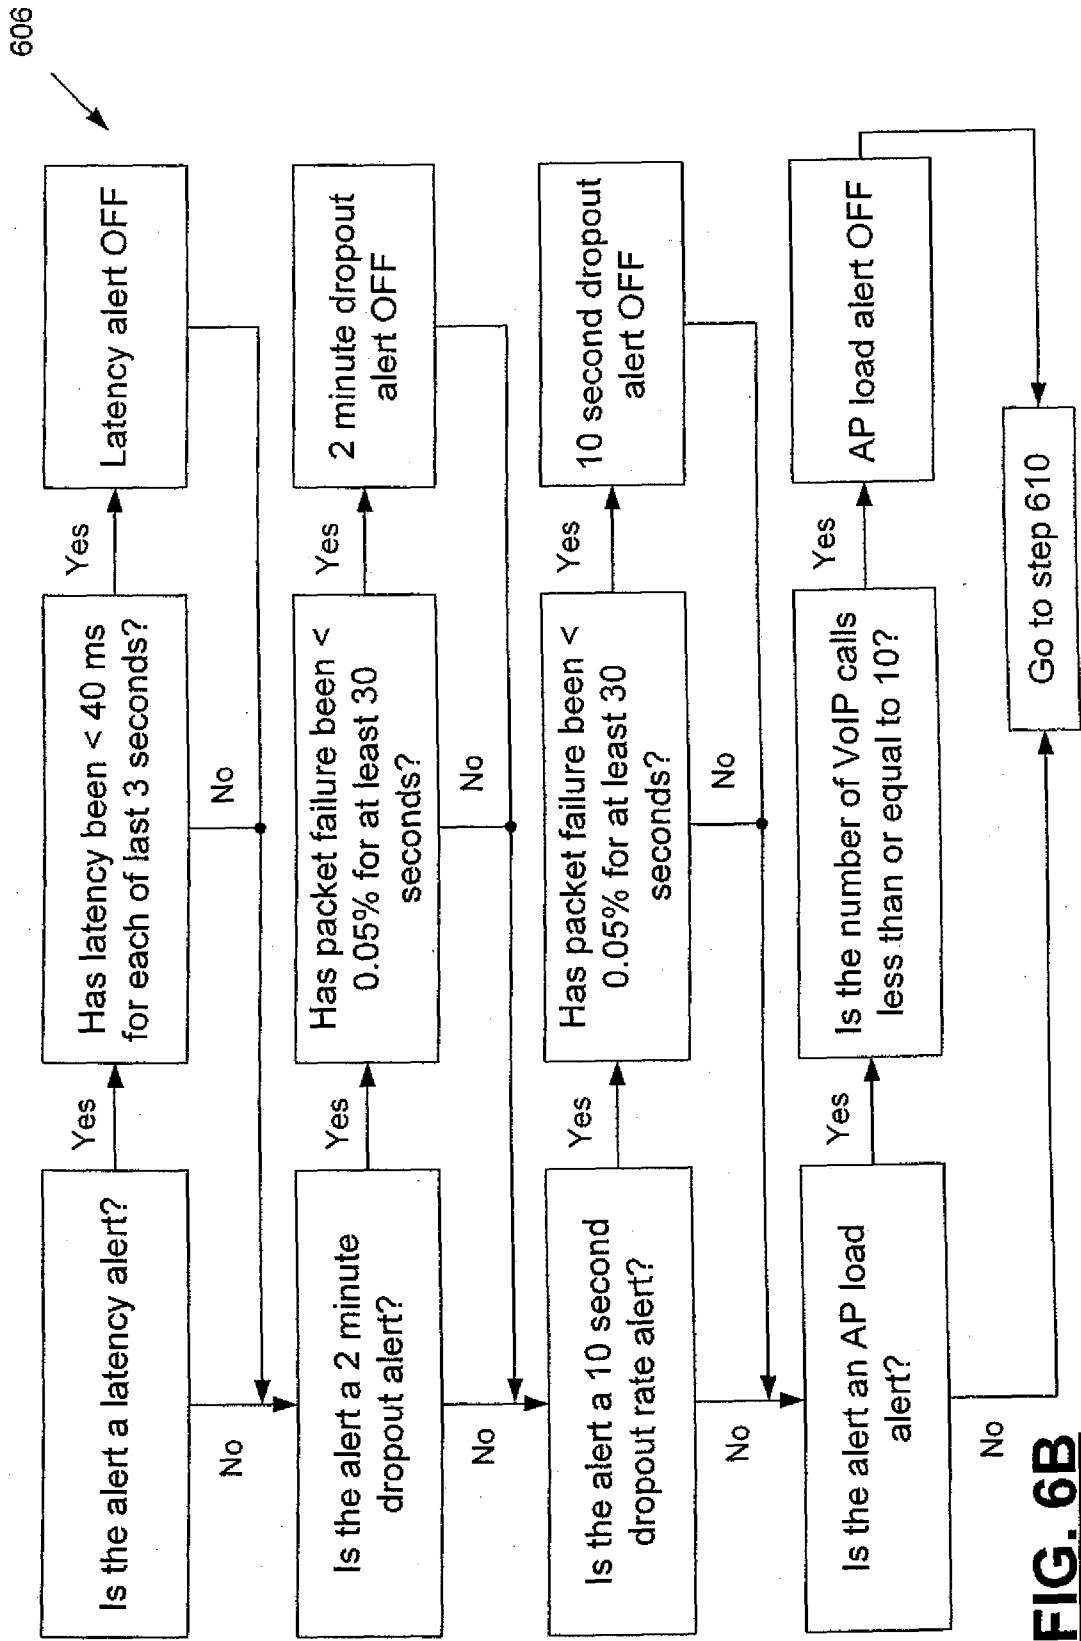 606
Is the alert a latency alert?
Yes
Has latency been < 40 ms
for each of last 3 seconds?
Yes
Latency alert OFF
No
No
Is the alert a 2 minute
dropout alert?
Yes
Has packet failure been <
0.05% for at least 30
seconds?
Yes
2 minute dropout
alert OFF
No
No
Is the alert a 10 second
dropout rate alert?
Yes
Has packet failure been <
0.05% for at least 30
seconds?
Yes
10 second dropout
alert OFF
No
No
Is the alert an AP load
alert?
Yes
Is the number of VoIP calls
less than or equal to 10?
Yes
AP load alert OFF
No
Go to step 610
FIG. 6B